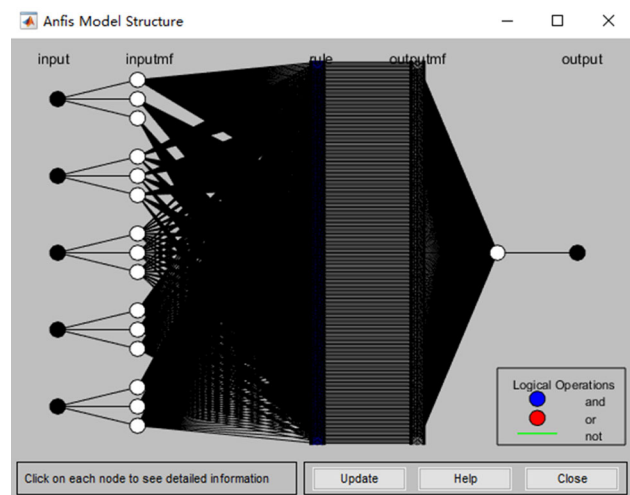 Anfis Model Structure
input inputmf rule outputmf output
Logical Operations
and
or
not
Click on each node to see detailed information
Update Help Close